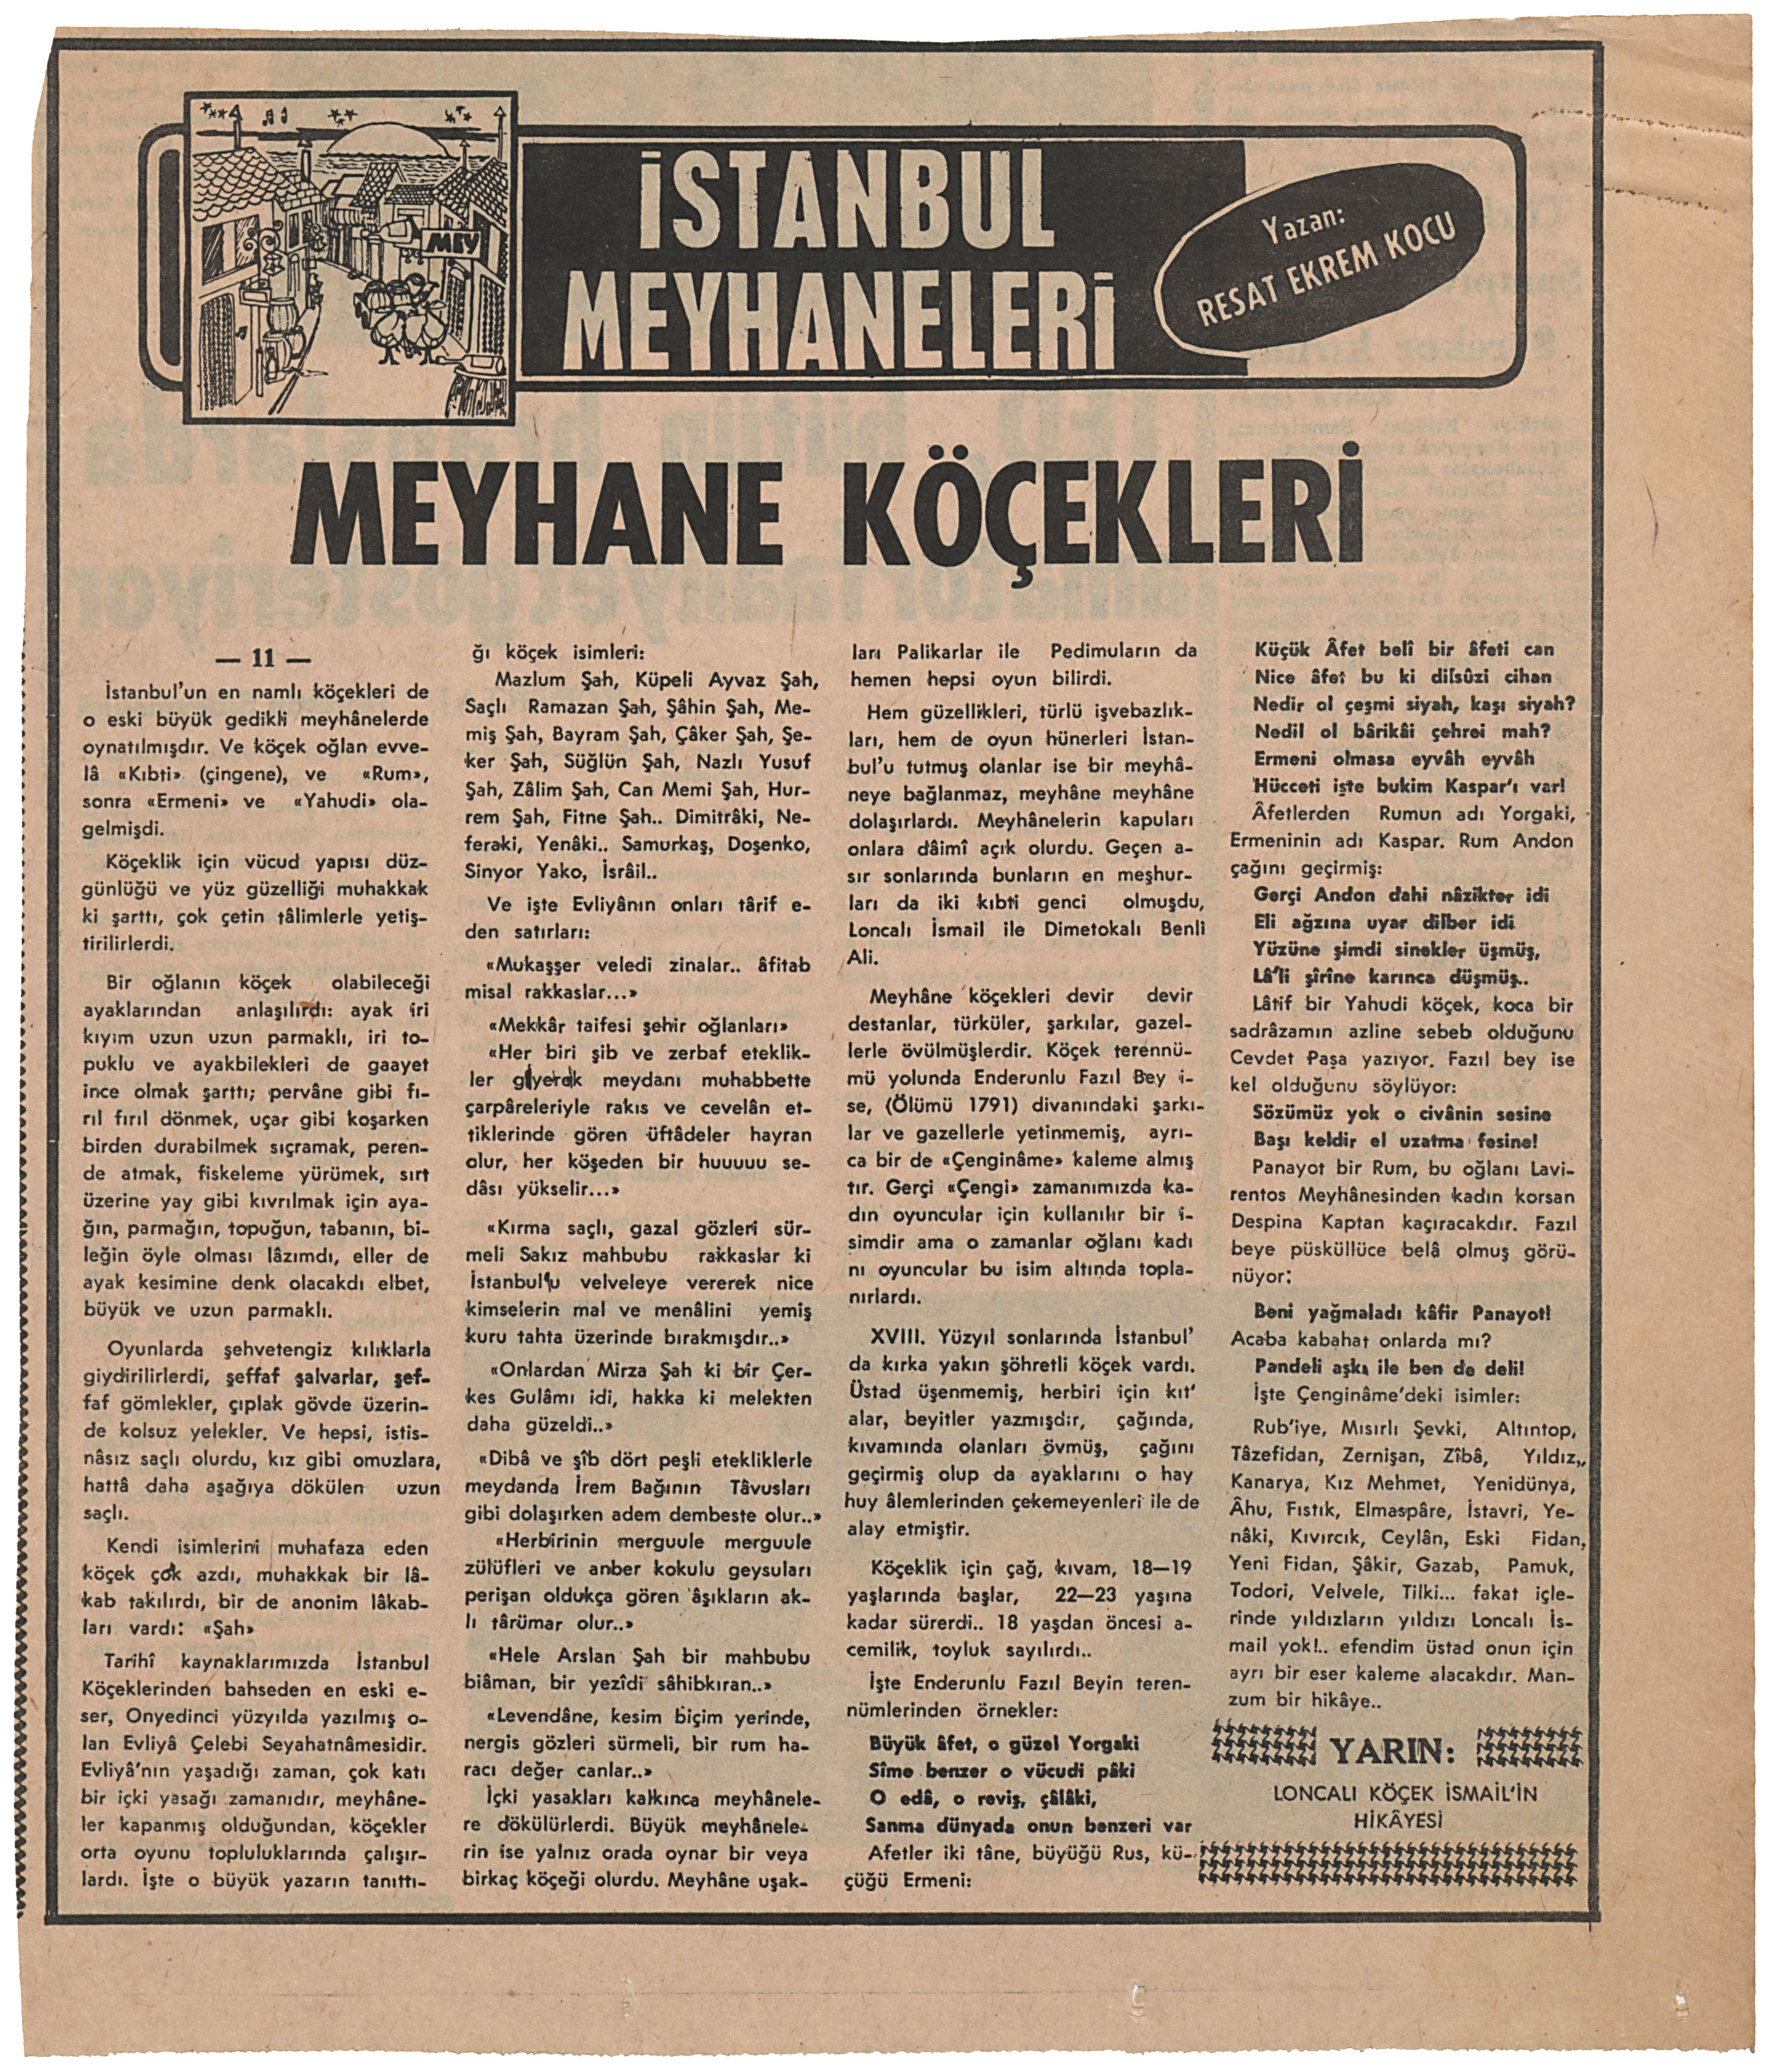 MEY
İSTANBUL
MEYHANELERİ
Yazan:
RESAT EKREM KOCU
MEYHANE KÖÇEKLERİ
— 11 —
İstanbul'un en namlı köçekleri de
o eski büyük gedikli meyhânelerde
oynatılmışdır. Ve köçek oğlan evve-
lâ «Kıbti» (çingene), ve «Rum»,
sonra «Ermeni» ve «Yahudi» ola-
gelmişdi.
Köçeklik için vücud yapısı düz-
günlüğü ve yüz güzelliği muhakkak
ki şarttı, çok çetin tâlimlerle yetiş-
tirilirlerdi.
Bir oğlanın köçek olabileceği
ayaklarından anlaşılırdı: ayak iri
kıyım uzun uzun parmaklı, iri to-
puklu ve ayakbilekleri de gaayet
ince olmak şarttı; pervâne gibi fı-
rıl fırıl dönmek, uçar gibi koşarken
birden durabilmek sıçramak, peren-
de atmak, fiskeleme yürümek, sırt
üzerine yay gibi kıvrılmak için aya-
ğın, parmağın, topuğun, tabanın, bi-
leğin öyle olması lâzımdı, eller de
ayak kesimine denk olacakdı elbet,
büyük ve uzun parmaklı.
Oyunlarda şehvetengiz kılıklarla
giydirilirlerdi, şeffaf şalvarlar, şef-
faf gömlekler, çıplak gövde üzerin-
de kolsuz yelekler. Ve hepsi, istis-
nâsız saçlı olurdu, kız gibi omuzlara,
hattâ daha aşağıya dökülen uzun
saçlı.
Kendi isimlerini muhafaza eden
köçek çok azdı, muhakkak bir lâ-
kab takılırdı, bir de anonim lâkab-
ları vardı: «Şah»
Tarihî kaynaklarımızda İstanbul
Köçeklerinden bahseden en eski e-
ser, Onyedinci yüzyılda yazılmış o-
lan Evliyâ Çelebi Seyahatnâmesidir.
Evliyâ'nın yaşadığı zaman, çok katı
bir içki yasağı zamanıdır, meyhâne-
ler kapanmış olduğundan, köçekler
orta oyunu topluluklarında çalışır-
lardı. İşte o büyük yazarın tanıttı-
ğı köçek isimleri:
Mazlum Şah, Küpeli Ayvaz Şah,
Saçlı Ramazan Şah, Şâhin Şah, Me-
miş Şah, Bayram Şah, Çâker Şah, Şe-
ker Şah, Süğlün Şah, Nazlı Yusuf
Şah, Zâlim Şah, Can Memi Şah, Hur-
rem Şah, Fitne Şah.. Dimitrâki, Ne-
feraki, Yenâki.. Samurkaş, Doşenko,
Sinyor Yako, İsrâil..
Ve işte Evliyânın onları târif e-
den satırları:
«Mukaşşer veledi zinalar.. âfitab
misal rakkaslar...»
«Mekkâr taifesi şehir oğlanları»
«Her biri şib ve zerbaf eteklik-
ler giyerek meydanı muhabbette
çarpâreleriyle rakıs ve cevelân et-
tiklerinde gören üftâdeler hayran
olur, her köşeden bir huuuuu se-
dâsı yükselir...»
«Kırma saçlı, gazal gözleri sür-
meli Sakız mahbubu rakkaslar ki
İstanbul'u velveleye vererek nice
kimselerin mal ve menâlini yemiş
kuru tahta üzerinde bırakmışdır..»
«Onlardan Mirza Şah ki bir Çer-
kes Gulâmı idi, hakka ki melekten
daha güzeldi..»
«Dibâ ve şîb dört peşli etekliklerle
meydanda İrem Bağının Tâvusları
gibi dolaşırken adem dembeste olur..»
«Herbirinin merguule merguule
zülüfleri ve anber kokulu geysuları
perişan oldukça gören âşıkların ak-
lı târümar olur..»
«Hele Arslan Şah bir mahbubu
biâman, bir yezîdi sâhibkıran..»
«Levendâne, kesim biçim yerinde,
nergis gözleri sürmeli, bir rum ha-
racı değer canlar..»
İçki yasakları kalkınca meyhânele-
re dökülürlerdi. Büyük meyhânele-
rin ise yalnız orada oynar bir veya
birkaç köçeği olurdu. Meyhâne uşak-
ları Palikarlar ile Pedimuların da
hemen hepsi oyun bilirdi.
Hem güzellikleri, türlü işvebazlık-
ları, hem de oyun hünerleri İstan-
bul'u tutmuş olanlar ise bir meyhâ-
neye bağlanmaz, meyhâne meyhâne
dolaşırlardı. Meyhânelerin kapuları
onlara dâimî açık olurdu. Geçen a-
sır sonlarında bunların en meşhur-
ları da iki kıbti genci olmuşdu,
Loncalı İsmail ile Dimetokalı Benli
Ali.
Meyhâne köçekleri devir devir
destanlar, türküler, şarkılar, gazel-
lerle övülmüşlerdir. Köçek terennü-
mü yolunda Enderunlu Fazıl Bey i-
se, (Ölümü 1791) divanındaki şarkı-
lar ve gazellerle yetinmemiş, ayrı-
ca bir de «Çenginâme» kaleme almış
tır. Gerçi «Çengi» zamanımızda ka-
dın oyuncular için kullanılır bir i-
simdir ama o zamanlar oğlanı kadı
nı oyuncular bu isim altında topla-
nırlardı.
XVIII. Yüzyıl sonlarında İstanbul'
da kırka yakın şöhretli köçek vardı.
Üstad üşenmemiş, herbiri için kıt'
alar, beyitler yazmışdır, çağında,
kıvamında olanları övmüş, çağını
geçirmiş olup da ayaklarını o hay
huy âlemlerinden çekemeyenleri ile de
alay etmiştir.
Köçeklik için çağ, kıvam, 18—19
yaşlarında başlar, 22—23 yaşına
kadar sürerdi.. 18 yaşdan öncesi a-
cemilik, toyluk sayılırdı..
İşte Enderunlu Fazıl Beyin teren-
nümlerinden örnekler:
Büyük âfet, o güzel Yorgaki
Sîme benzer o vücudi pâki
O edâ, o reviş, çâlâki,
Sanma dünyada onun benzeri var
Afetler iki tâne, büyüğü Rus, kü-
çüğü Ermeni:
Küçük Âfet belî bir âfeti can
Nice âfet bu ki dilsûzi cihan
Nedir ol çeşmi siyah, kaşı siyah?
Nedil ol bârikâi çehrei mah?
Ermeni olmasa eyvâh eyvâh
Hücceti işte bukim Kaspar'ı var!
Âfetlerden Rumun adı Yorgaki,
Ermeninin adı Kaspar. Rum Andon
çağını geçirmiş:
Gerçi Andon dahi nâzikter idi
Eli ağzına uyar dilber idi
Yüzüne şimdi sinekler üşmüş,
Lâ'li şîrîne karınca düşmüş..
Lâtif bir Yahudi köçek, koca bir
sadrâzamın azline sebeb olduğunu
Cevdet Paşa yazıyor. Fazıl bey ise
kel olduğunu söylüyor:
Sözümüz yok o civânin sesine
Başı keldir el uzatma fesine!
Panayot bir Rum, bu oğlanı Lavi-
rentos Meyhânesinden kadın korsan
Despina Kaptan kaçıracakdır. Fazıl
beye püsküllüce belâ olmuş görü-
nüyor:
Beni yağmaladı kâfir Panayot!
Acaba kabahat onlarda mı?
Pandeli aşkı ile ben de deli!
İşte Çenginâme'deki isimler:
Rub'iye, Mısırlı Şevki, Altıntop,
Tâzefidan, Zernişan, Zîbâ, Yıldız,,
Kanarya, Kız Mehmet, Yenidünya,
Âhu, Fıstık, Elmaspâre, İstavri, Ye-
nâki, Kıvırcık, Ceylân, Eski Fidan,
Yeni Fidan, Şâkir, Gazab, Pamuk,
Todori, Velvele, Tilki... fakat içle-
rinde yıldızların yıldızı Loncalı İs-
mail yok!.. efendim üstad onun için
ayrı bir eser kaleme alacakdır. Man-
zum bir hikâye..
YARIN:
LONCALI KÖÇEK İSMAİL'İN
HİKÂYESİ